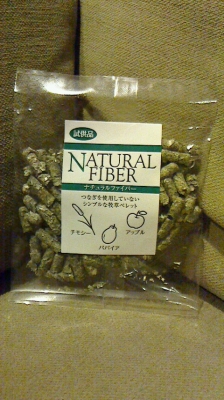 試供品
NATURAL
FIBER
ナチュラルファイバー
つなぎを使用していない
シンプルな牧草ペレット
チモシー
アップル
パパイア